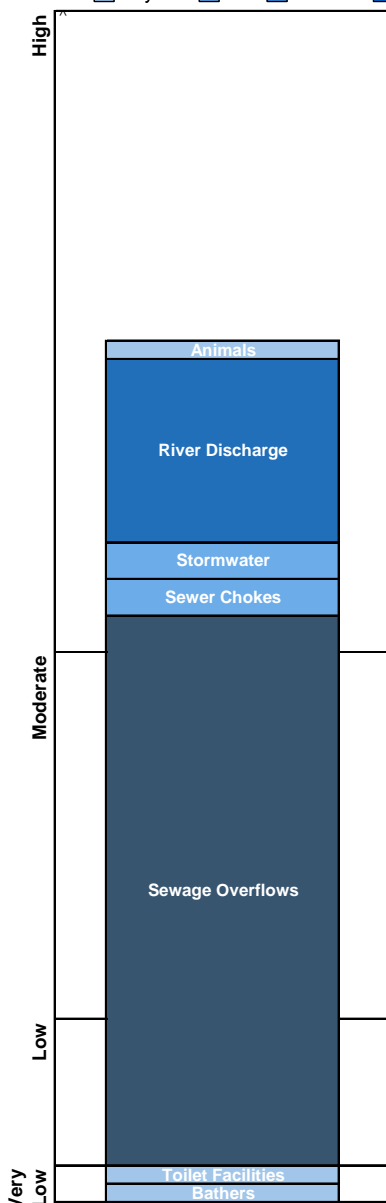 High
Animals
River Discharge
Stormwater
Sewer Chokes
Moderate
Sewage Overflows
Low
Toilet Facilities
Very
Low
Bathers